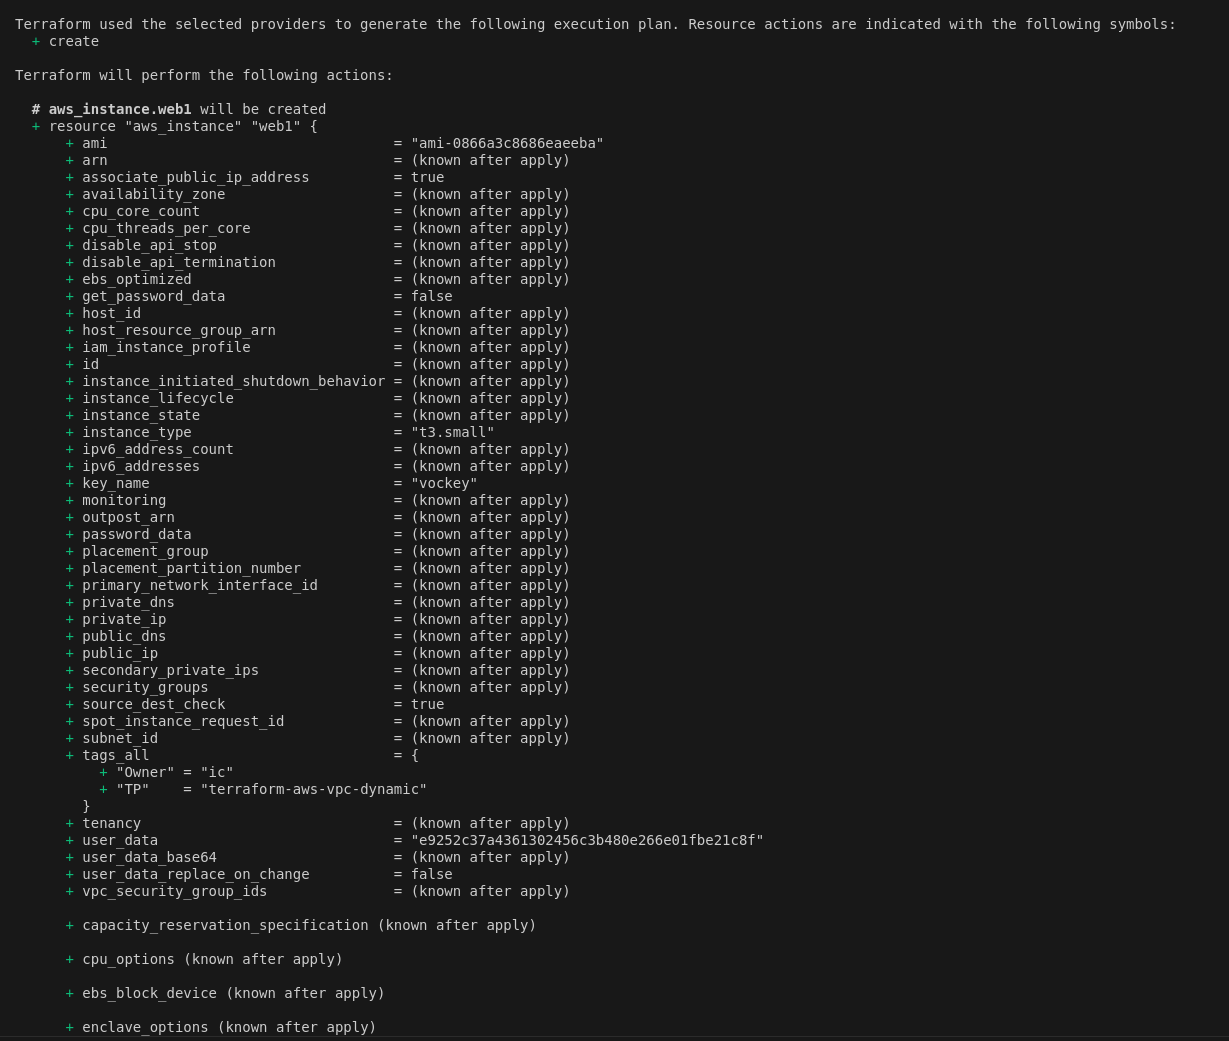 Terraform used the selected providers to generate the following execution plan. Resource actions are indicated with the following symbols:
  + create

Terraform will perform the following actions:

  # aws_instance.web1 will be created
  + resource "aws_instance" "web1" {
      + ami                                  = "ami-0866a3c8686eaeeba"
      + arn                                  = (known after apply)
      + associate_public_ip_address          = true
      + availability_zone                    = (known after apply)
      + cpu_core_count                       = (known after apply)
      + cpu_threads_per_core                 = (known after apply)
      + disable_api_stop                     = (known after apply)
      + disable_api_termination              = (known after apply)
      + ebs_optimized                        = (known after apply)
      + get_password_data                    = false
      + host_id                              = (known after apply)
      + host_resource_group_arn              = (known after apply)
      + iam_instance_profile                 = (known after apply)
      + id                                   = (known after apply)
      + instance_initiated_shutdown_behavior = (known after apply)
      + instance_lifecycle                   = (known after apply)
      + instance_state                       = (known after apply)
      + instance_type                        = "t3.small"
      + ipv6_address_count                   = (known after apply)
      + ipv6_addresses                       = (known after apply)
      + key_name                             = "vockey"
      + monitoring                           = (known after apply)
      + outpost_arn                          = (known after apply)
      + password_data                        = (known after apply)
      + placement_group                      = (known after apply)
      + placement_partition_number           = (known after apply)
      + primary_network_interface_id         = (known after apply)
      + private_dns                          = (known after apply)
      + private_ip                           = (known after apply)
      + public_dns                           = (known after apply)
      + public_ip                            = (known after apply)
      + secondary_private_ips                = (known after apply)
      + security_groups                      = (known after apply)
      + source_dest_check                    = true
      + spot_instance_request_id             = (known after apply)
      + subnet_id                            = (known after apply)
      + tags_all                             = {
          + "Owner" = "ic"
          + "TP"    = "terraform-aws-vpc-dynamic"
        }
      + tenancy                              = (known after apply)
      + user_data                            = "e9252c37a4361302456c3b480e266e01fbe21c8f"
      + user_data_base64                     = (known after apply)
      + user_data_replace_on_change          = false
      + vpc_security_group_ids               = (known after apply)

      + capacity_reservation_specification (known after apply)

      + cpu_options (known after apply)

      + ebs_block_device (known after apply)

      + enclave_options (known after apply)